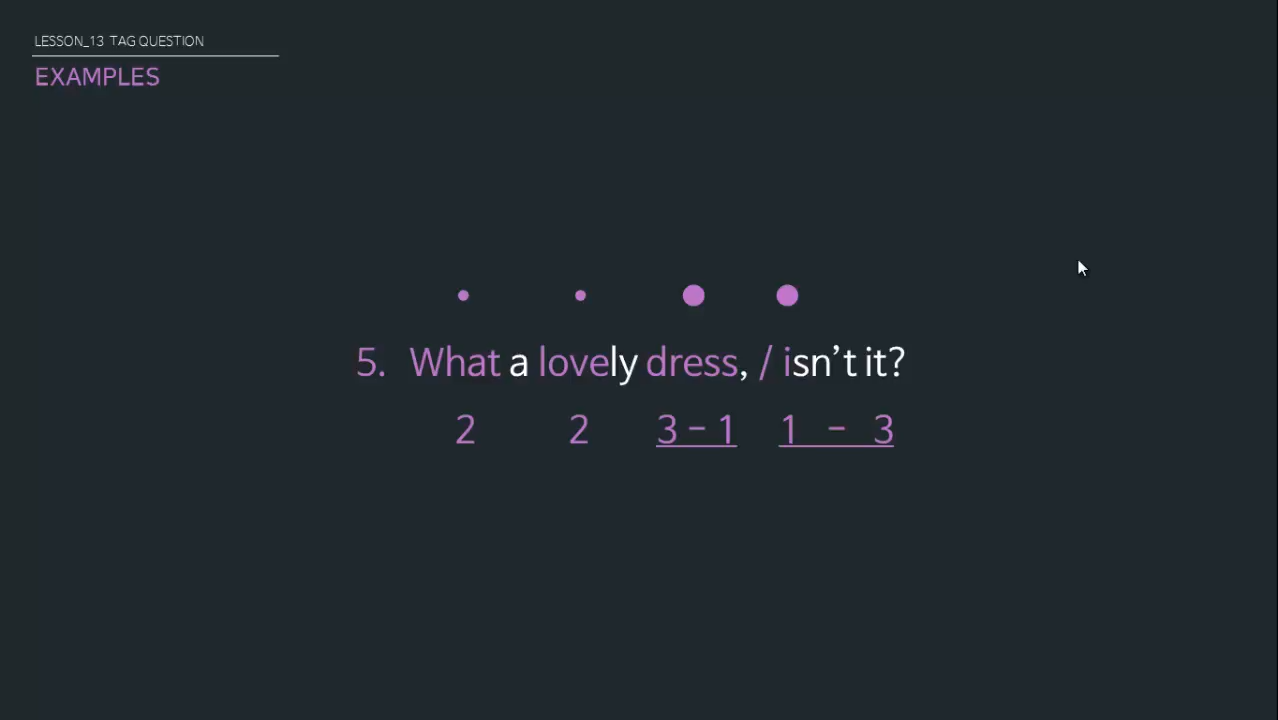 LESSON_13 TAG QUESTION
EXAMPLES
5. What a lovely dress, / isn’t it?
2 2 3 – 1 1 – 3